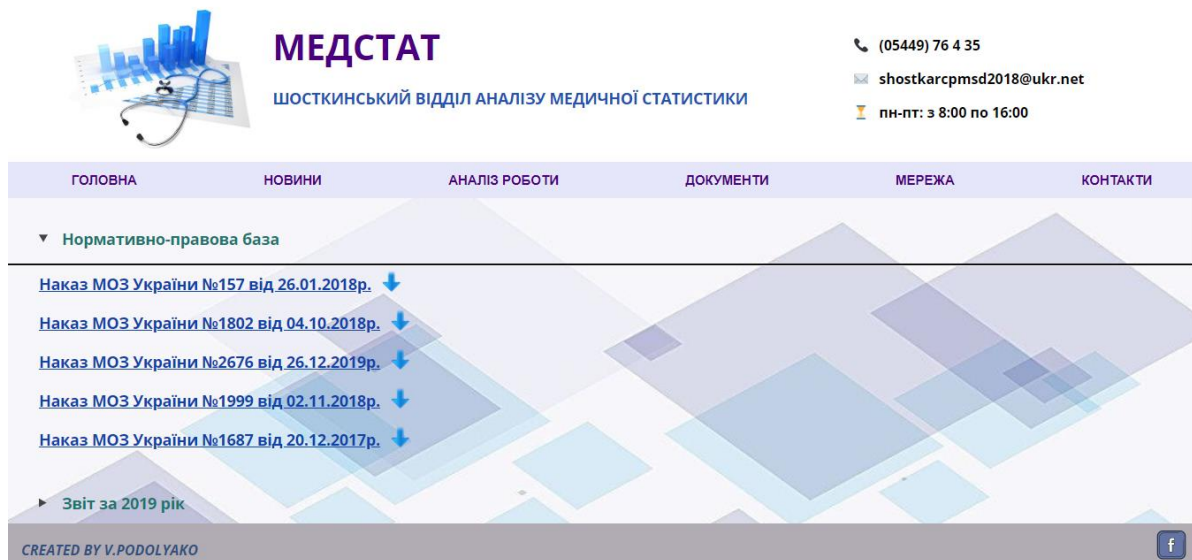 МЕДСТАТ
ШОСТКИНСЬКИЙ ВІДДІЛ АНАЛІЗУ МЕДИЧНОЇ СТАТИСТИКИ
(05449) 76 4 35
shostkarcpmsd2018@ukr.net
пн-пт: з 8:00 по 16:00
ГОЛОВНА НОВИНИ АНАЛІЗ РОБОТИ ДОКУМЕНТИ МЕРЕЖА КОНТАКТИ
Нормативно-правова база
Наказ МОЗ України №157 від 26.01.2018р.
Наказ МОЗ України №1802 від 04.10.2018р.
Наказ МОЗ України №2676 від 26.12.2019р.
Наказ МОЗ України №1999 від 02.11.2018р.
Наказ МОЗ України №1687 від 20.12.2017р.
Звіт за 2019 рік
CREATED BY V.PODOLYAKO
f